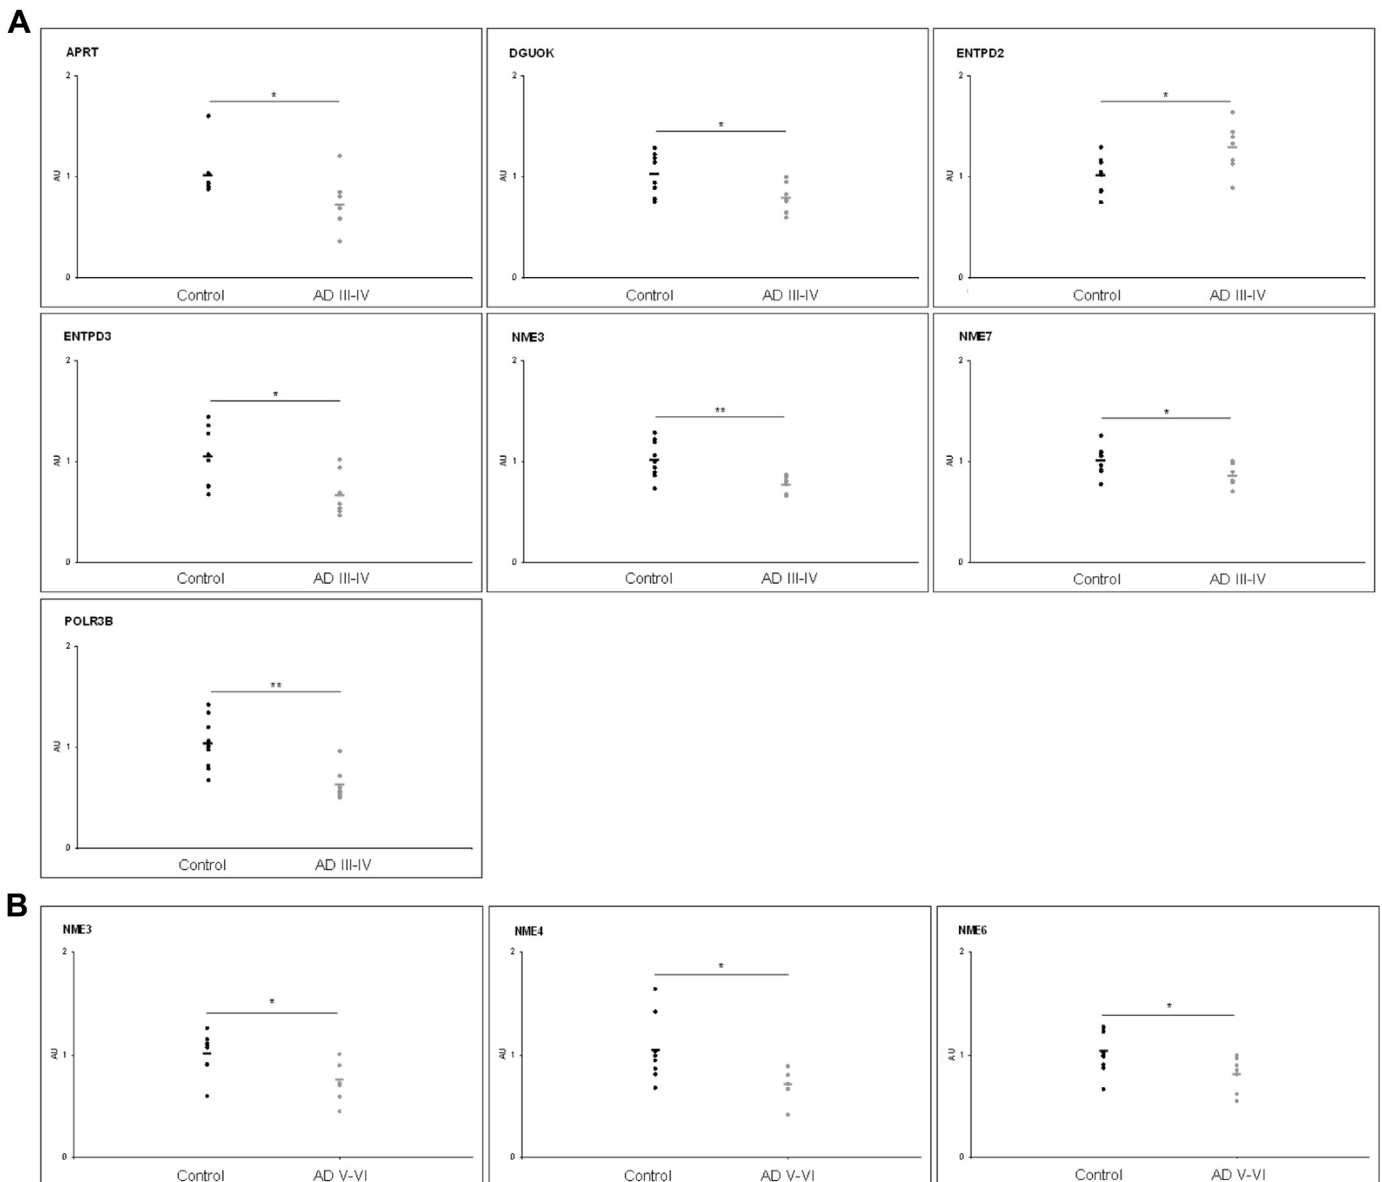 A
APRT
2
*
AU
1
0
Control AD III-IV
DGUOK
2
*
AU
1
0
Control AD III-IV
ENTPD2
2
*
AU
1
0
Control AD III-IV
ENTPD3
2
*
AU
1
0
Control AD III-IV
NME3
2
**
AU
1
0
Control AD III-IV
NME7
2
*
AU
1
0
Control AD III-IV
POLR3B
2
**
AU
1
0
Control AD III-IV
B
NME3
2
*
AU
1
0
Control AD V-VI
NME4
2
*
AU
1
0
Control AD V-VI
NME6
2
*
AU
1
0
Control AD V-VI